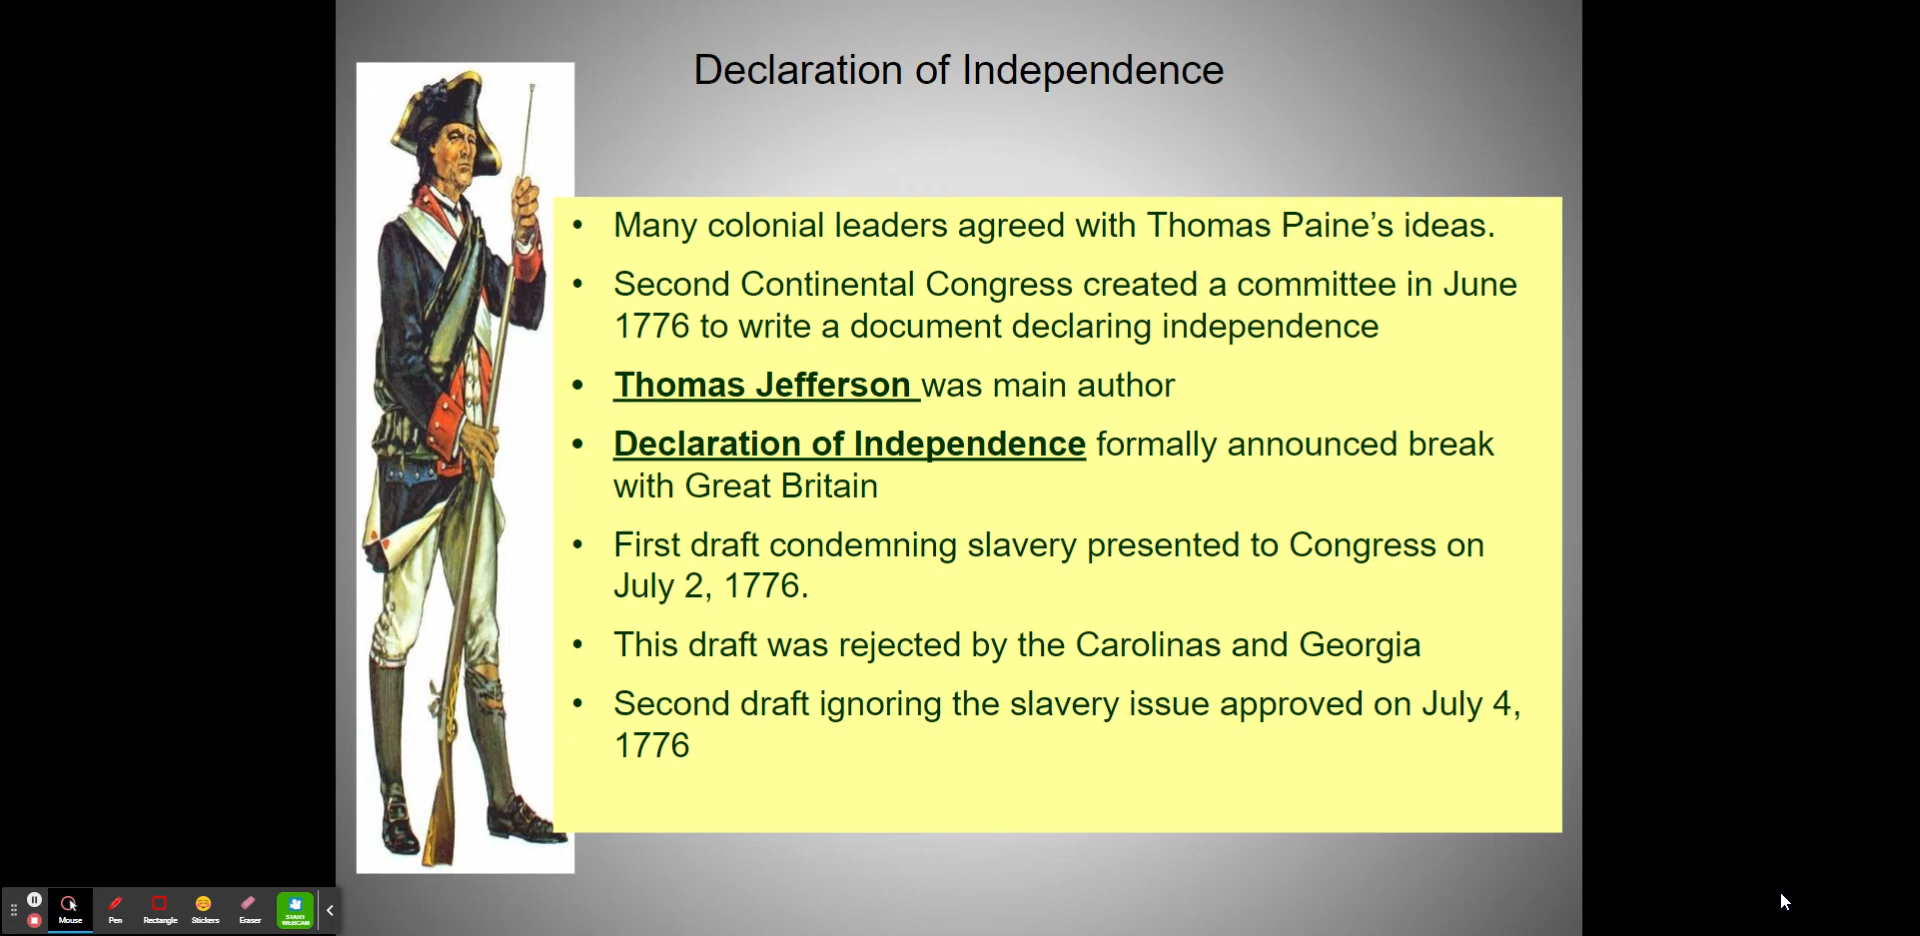 Declaration of Independence
• Many colonial leaders agreed with Thomas Paine’s ideas.
• Second Continental Congress created a committee in June
1776 to write a document declaring independence
• Thomas Jefferson was main author
• Declaration of Independence formally announced break
with Great Britain
• First draft condemning slavery presented to Congress on
July 2, 1776.
• This draft was rejected by the Carolinas and Georgia
• Second draft ignoring the slavery issue approved on July 4,
1776
Mouse Pen Rectangle Stickers Eraser START WEBCAM